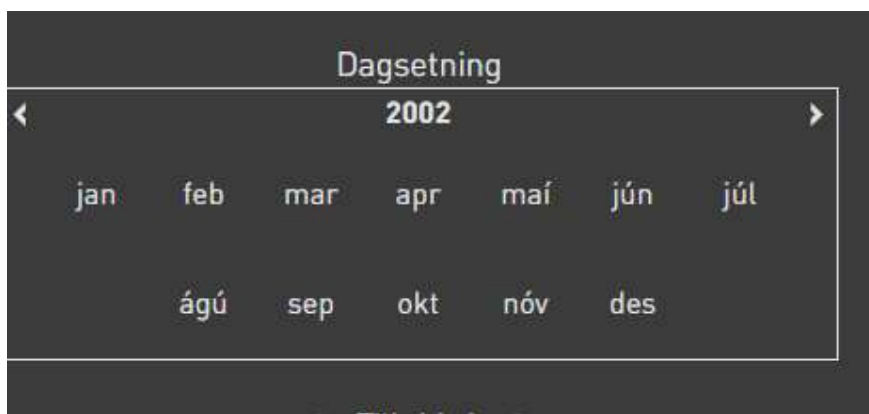 Dagsetning
‹ 2002 ›
jan feb mar apr maí jún júl
ágú sep okt nóv des